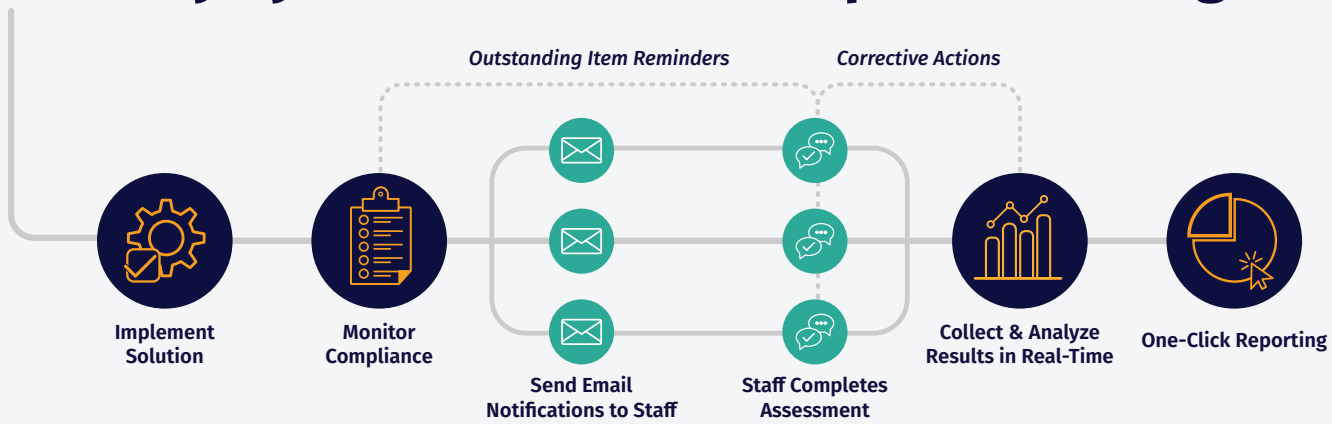 Outstanding Item Reminders
Corrective Actions
Implement
Solution
Monitor
Compliance
Send Email
Notifications to Staff
Staff Completes
Assessment
Collect & Analyze
Results in Real-Time
One-Click Reporting